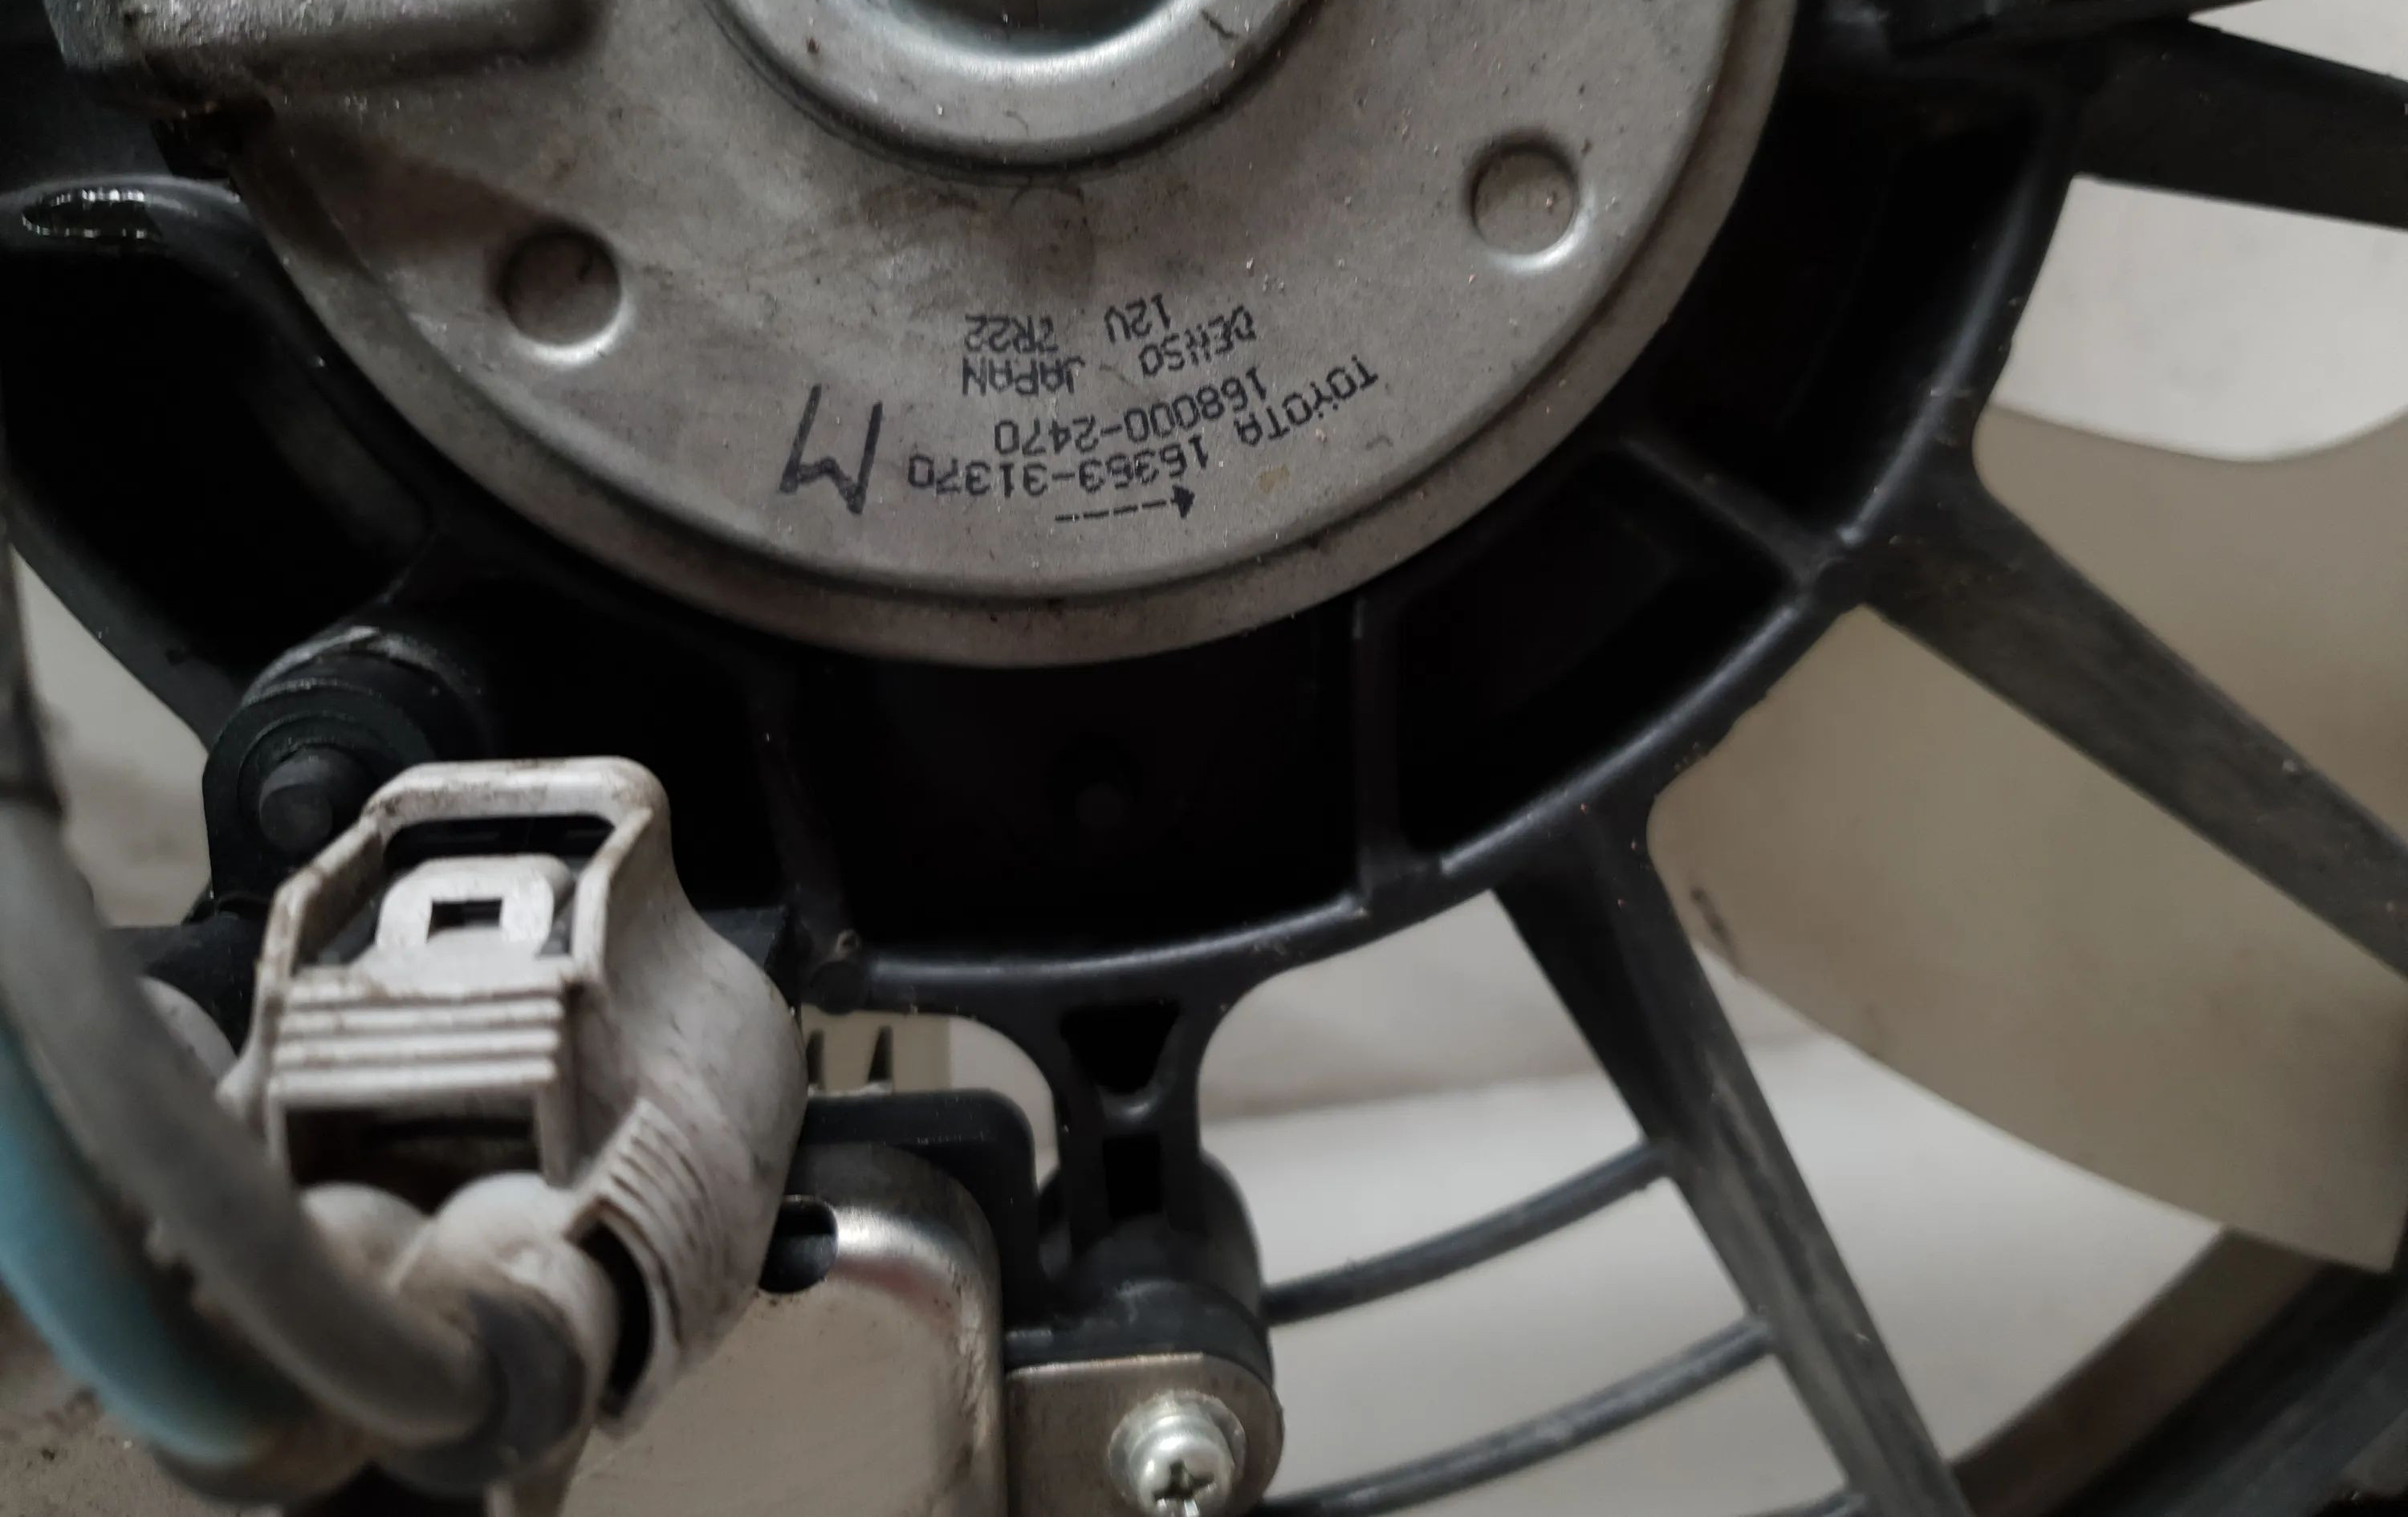 TOYOTA 16363-31370
168000-2470
DENSO JAPAN
12V 7R22
M